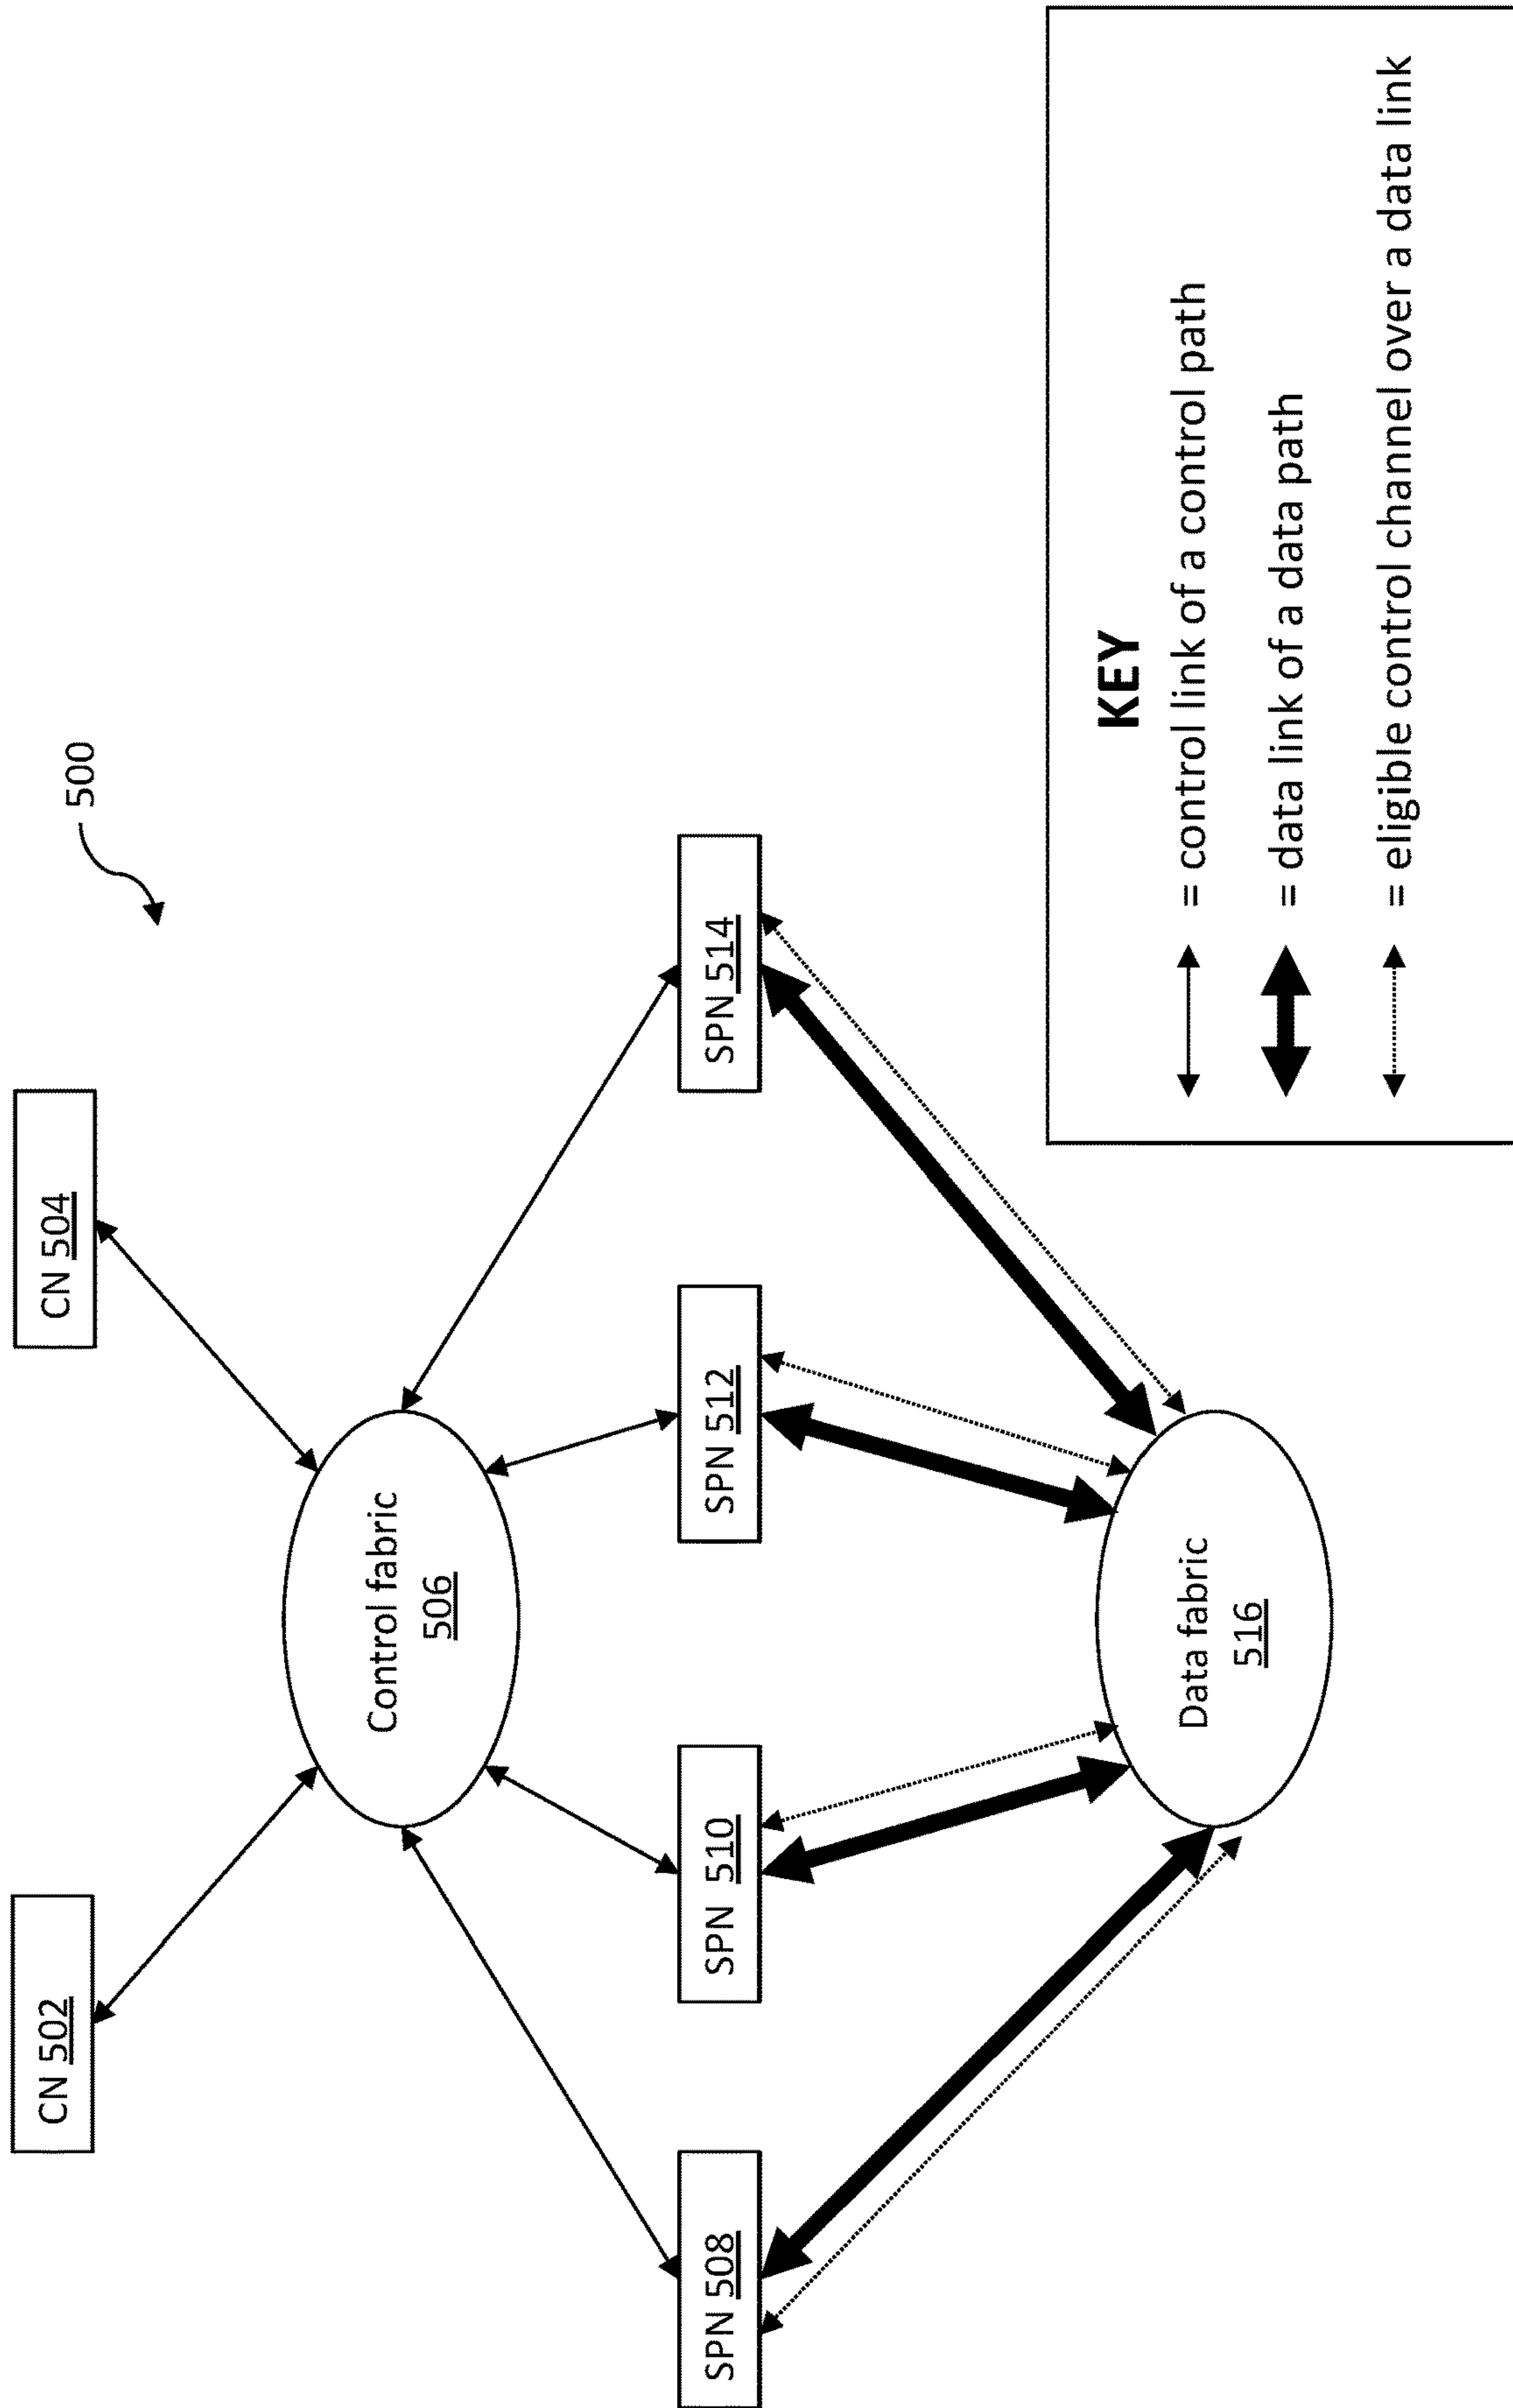 500
CN 502
CN 504
Control fabric
506
SPN 508
SPN 510
SPN 512
SPN 514
Data fabric
516
KEY
= control link of a control path
= data link of a data path
= eligible control channel over a data link